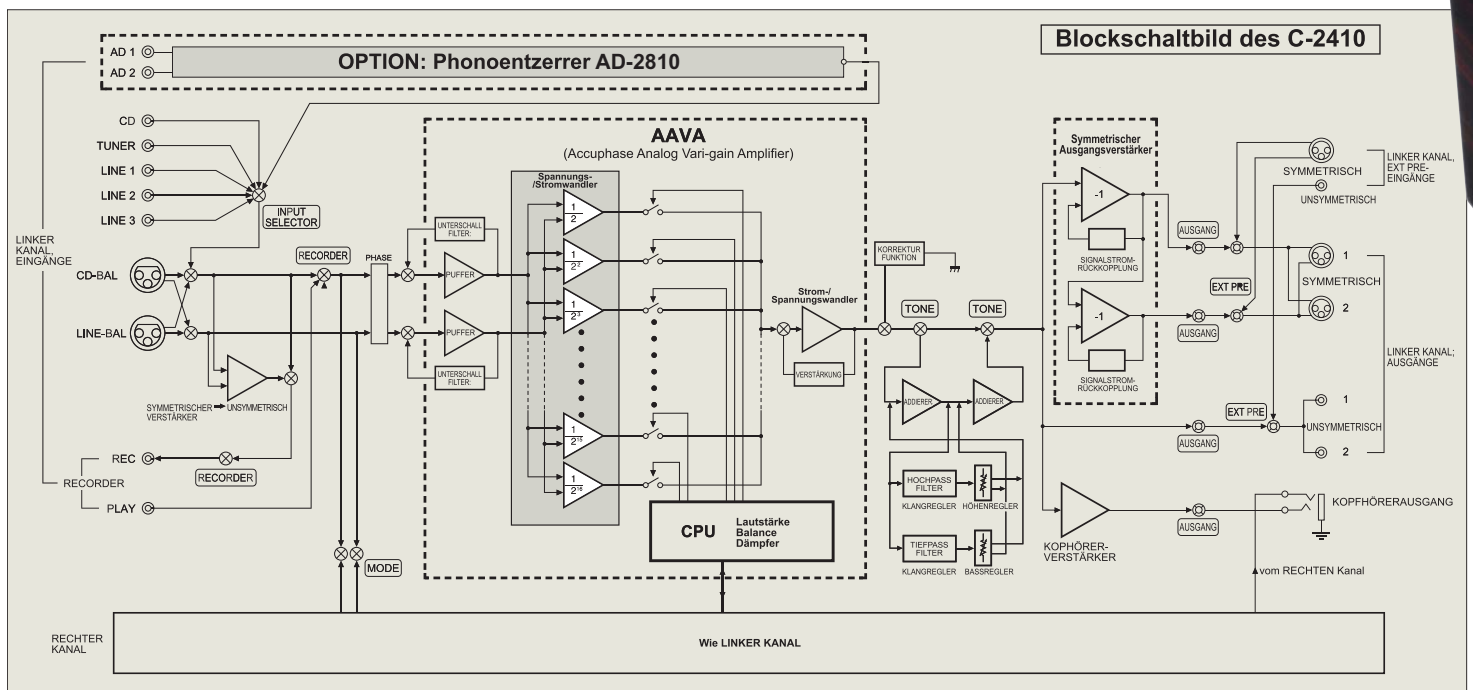 Blockschaltbild des C-2410
AD 1
AD 2
OPTION: Phonoentzerrer AD-2810
CD
TUNER
LINE 1
LINE 2
LINE 3
INPUT
SELECTOR
LINKER
KANAL,
EINGÄNGE
CD-BAL
LINE-BAL
RECORDER
PHASE
SYMMETRISCHER
VERSTÄRKER
UNSYMMETRISCH
REC
RECORDER
RECORDER
PLAY
MODE
AAVA
(Accuphase Analog Vari-gain Amplifier)
Spannungs-
/Stromwandler
UNTERSCHALL
FILTER:
PUFFER
PUFFER
UNTERSCHALL
FILTER:
1
2
1
2²
1
2³
1
2¹⁵
1
2¹⁶
CPU
Lautstärke
Balance
Dämpfer
Strom-/
Spannungswandler
VERSTÄRKUNG
KORREKTUR
FUNKTION
TONE
TONE
ADDIERER
ADDIERER
HOCHPASS
FILTER
KLANGREGLER
HÖHENREGLER
TIEFPASS
FILTER
KLANGREGLER
BASSREGLER
Symmetrischer
Ausgangsverstärker
-1
SIGNALSTROM-
RÜCKKOPPLUNG
-1
SIGNALSTROM-
RÜCKKOPPLUNG
AUSGANG
EXT PRE
AUSGANG
EXT PRE
AUSGANG
SYMMETRISCH
UNSYMMETRISCH
LINKER KANAL,
EXT PRE-
EINGÄNGE
1
SYMMETRISCH
2
LINKER KANAL;
AUSGÄNGE
1
UNSYMMETRISCH
2
KOPHÖRER-
VERSTÄRKER
AUSGANG
KOPFHÖRERAUSGANG
vom RECHTEN Kanal
RECHTER
KANAL
Wie LINKER KANAL